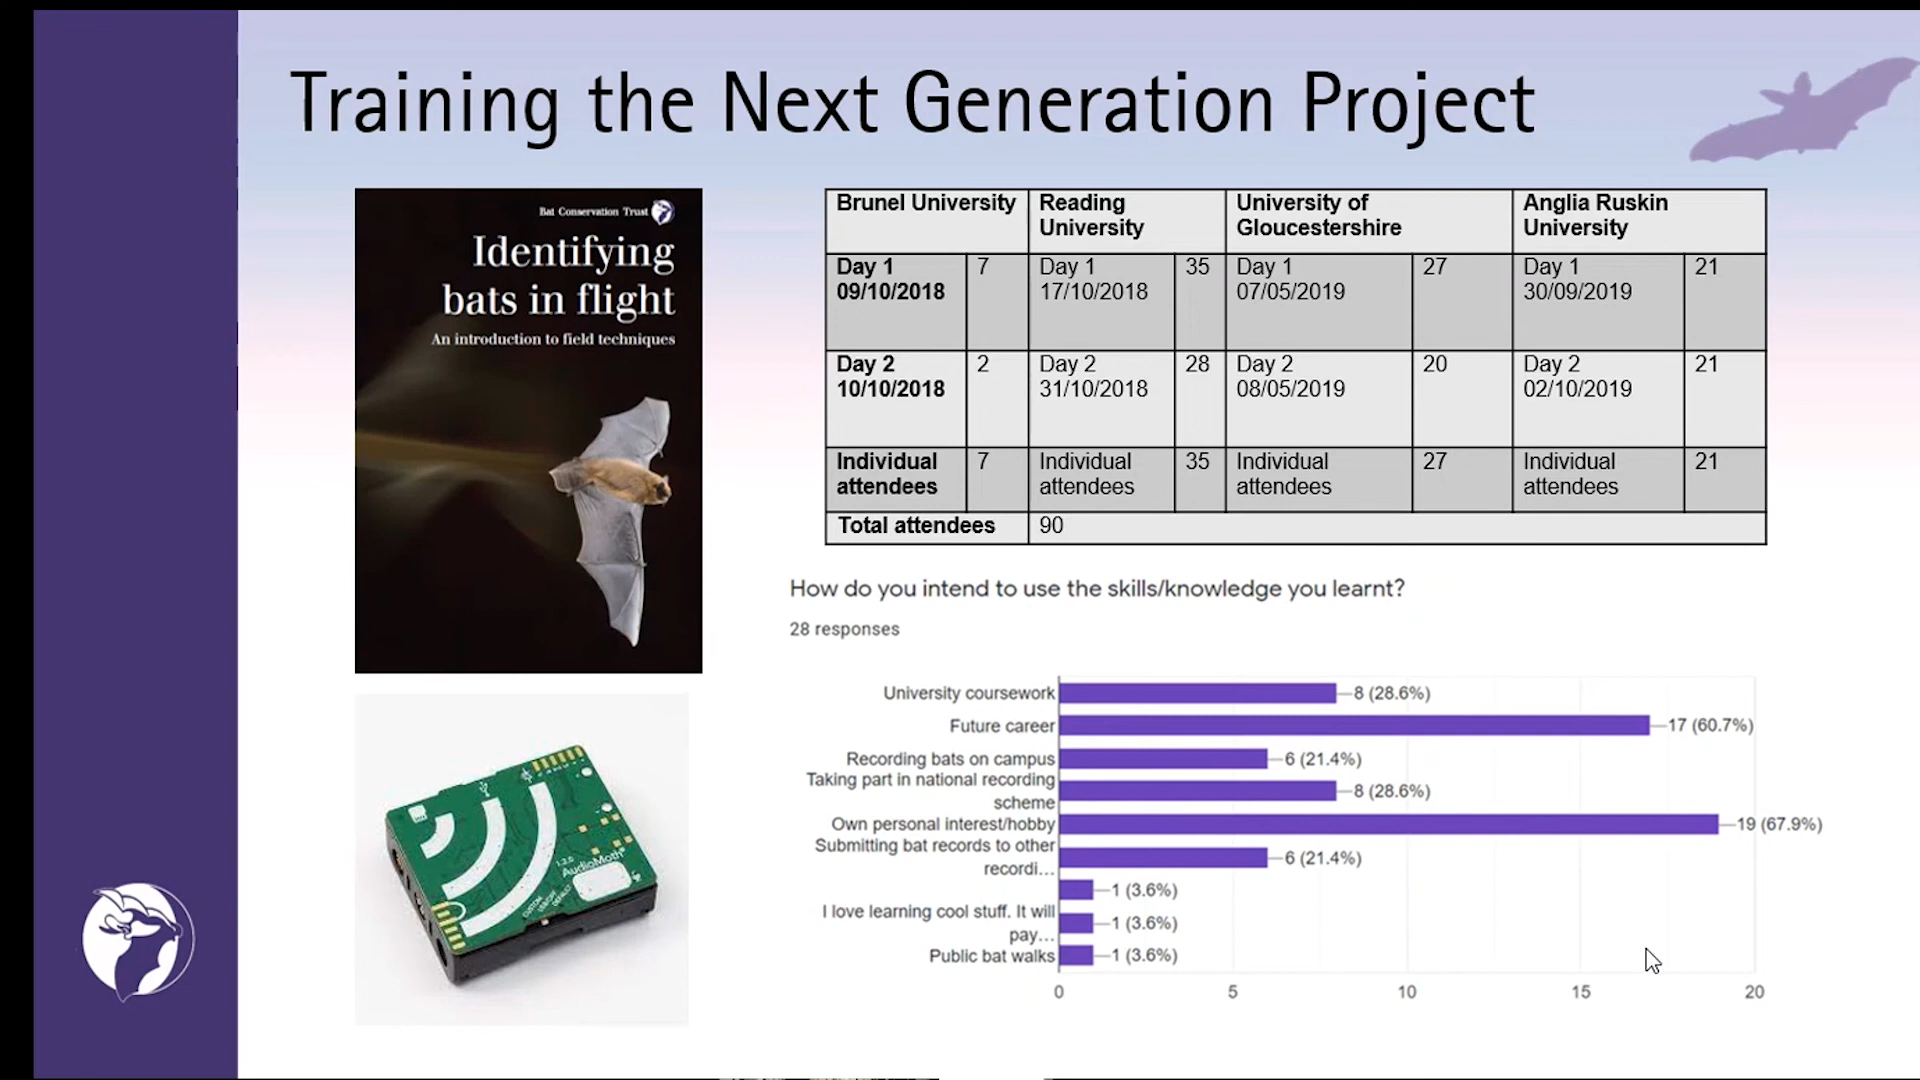 Training the Next Generation Project
Bat Conservation Trust
Identifying
bats in flight
An introduction to field techniques
Brunel University
Reading
University
University of
Gloucestershire
Anglia Ruskin
University
Day 1
09/10/2018
7
Day 1
17/10/2018
35
Day 1
07/05/2019
27
Day 1
30/09/2019
21
Day 2
10/10/2018
2
Day 2
31/10/2018
28
Day 2
08/05/2019
20
Day 2
02/10/2019
21
Individual
attendees
7
Individual
attendees
35
Individual
attendees
27
Individual
attendees
21
Total attendees
90
How do you intend to use the skills/knowledge you learnt?
28 responses
University coursework
8 (28.6%)
Future career
17 (60.7%)
Recording bats on campus
6 (21.4%)
Taking part in national recording
scheme
8 (28.6%)
Own personal interest/hobby
19 (67.9%)
Submitting bat records to other
recordi...
6 (21.4%)
1 (3.6%)
I love learning cool stuff. It will
pay...
1 (3.6%)
Public bat walks
1 (3.6%)
0
5
10
15
20
1.2.0
AudioMoth
CUSTOM
USB/OFF
DEFAULT